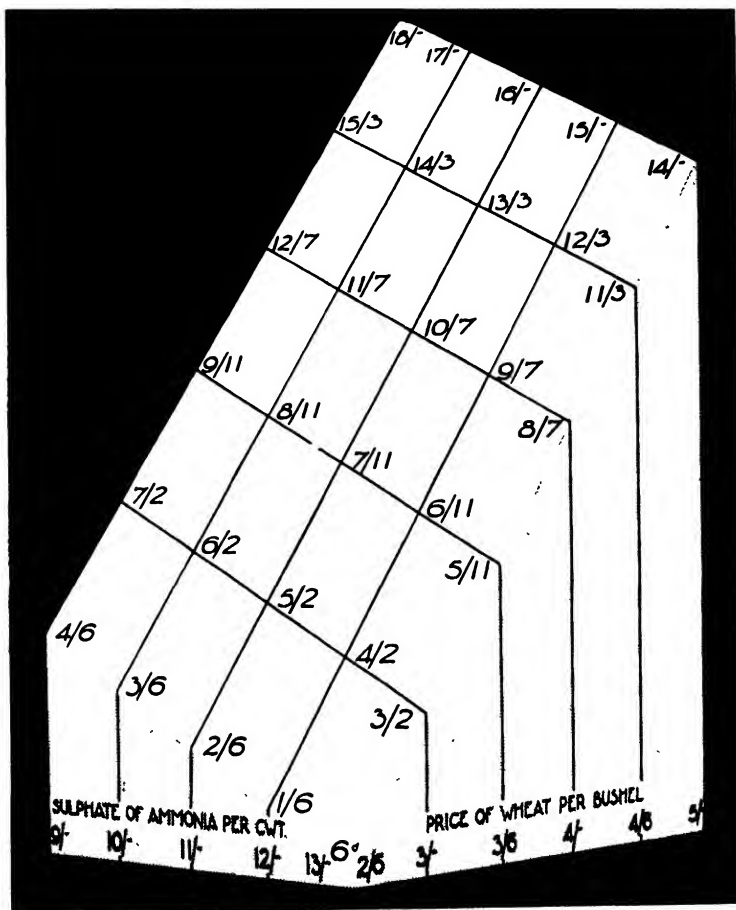 18/- 17/- 16/- 15/- 14/-
15/3 14/3 13/3 12/3 11/3
12/7 11/7 10/7 9/7 8/7
9/11 8/11 7/11 6/11 5/11
7/2 6/2 5/2 4/2 3/2
4/6 3/6 2/6 1/6
SULPHATE OF AMMONIA PER CWT. PRICE OF WHEAT PER BUSHEL
9/- 10/- 11/- 12/- 13/- 6d 2/6 3/- 3/6 4/- 4/6 5/-